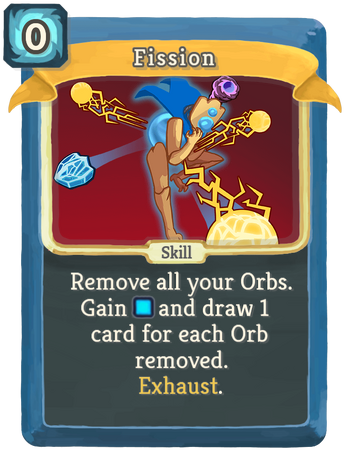 0
Fission
Skill
Remove all your Orbs.
Gain and draw 1
card for each Orb
removed.
Exhaust.